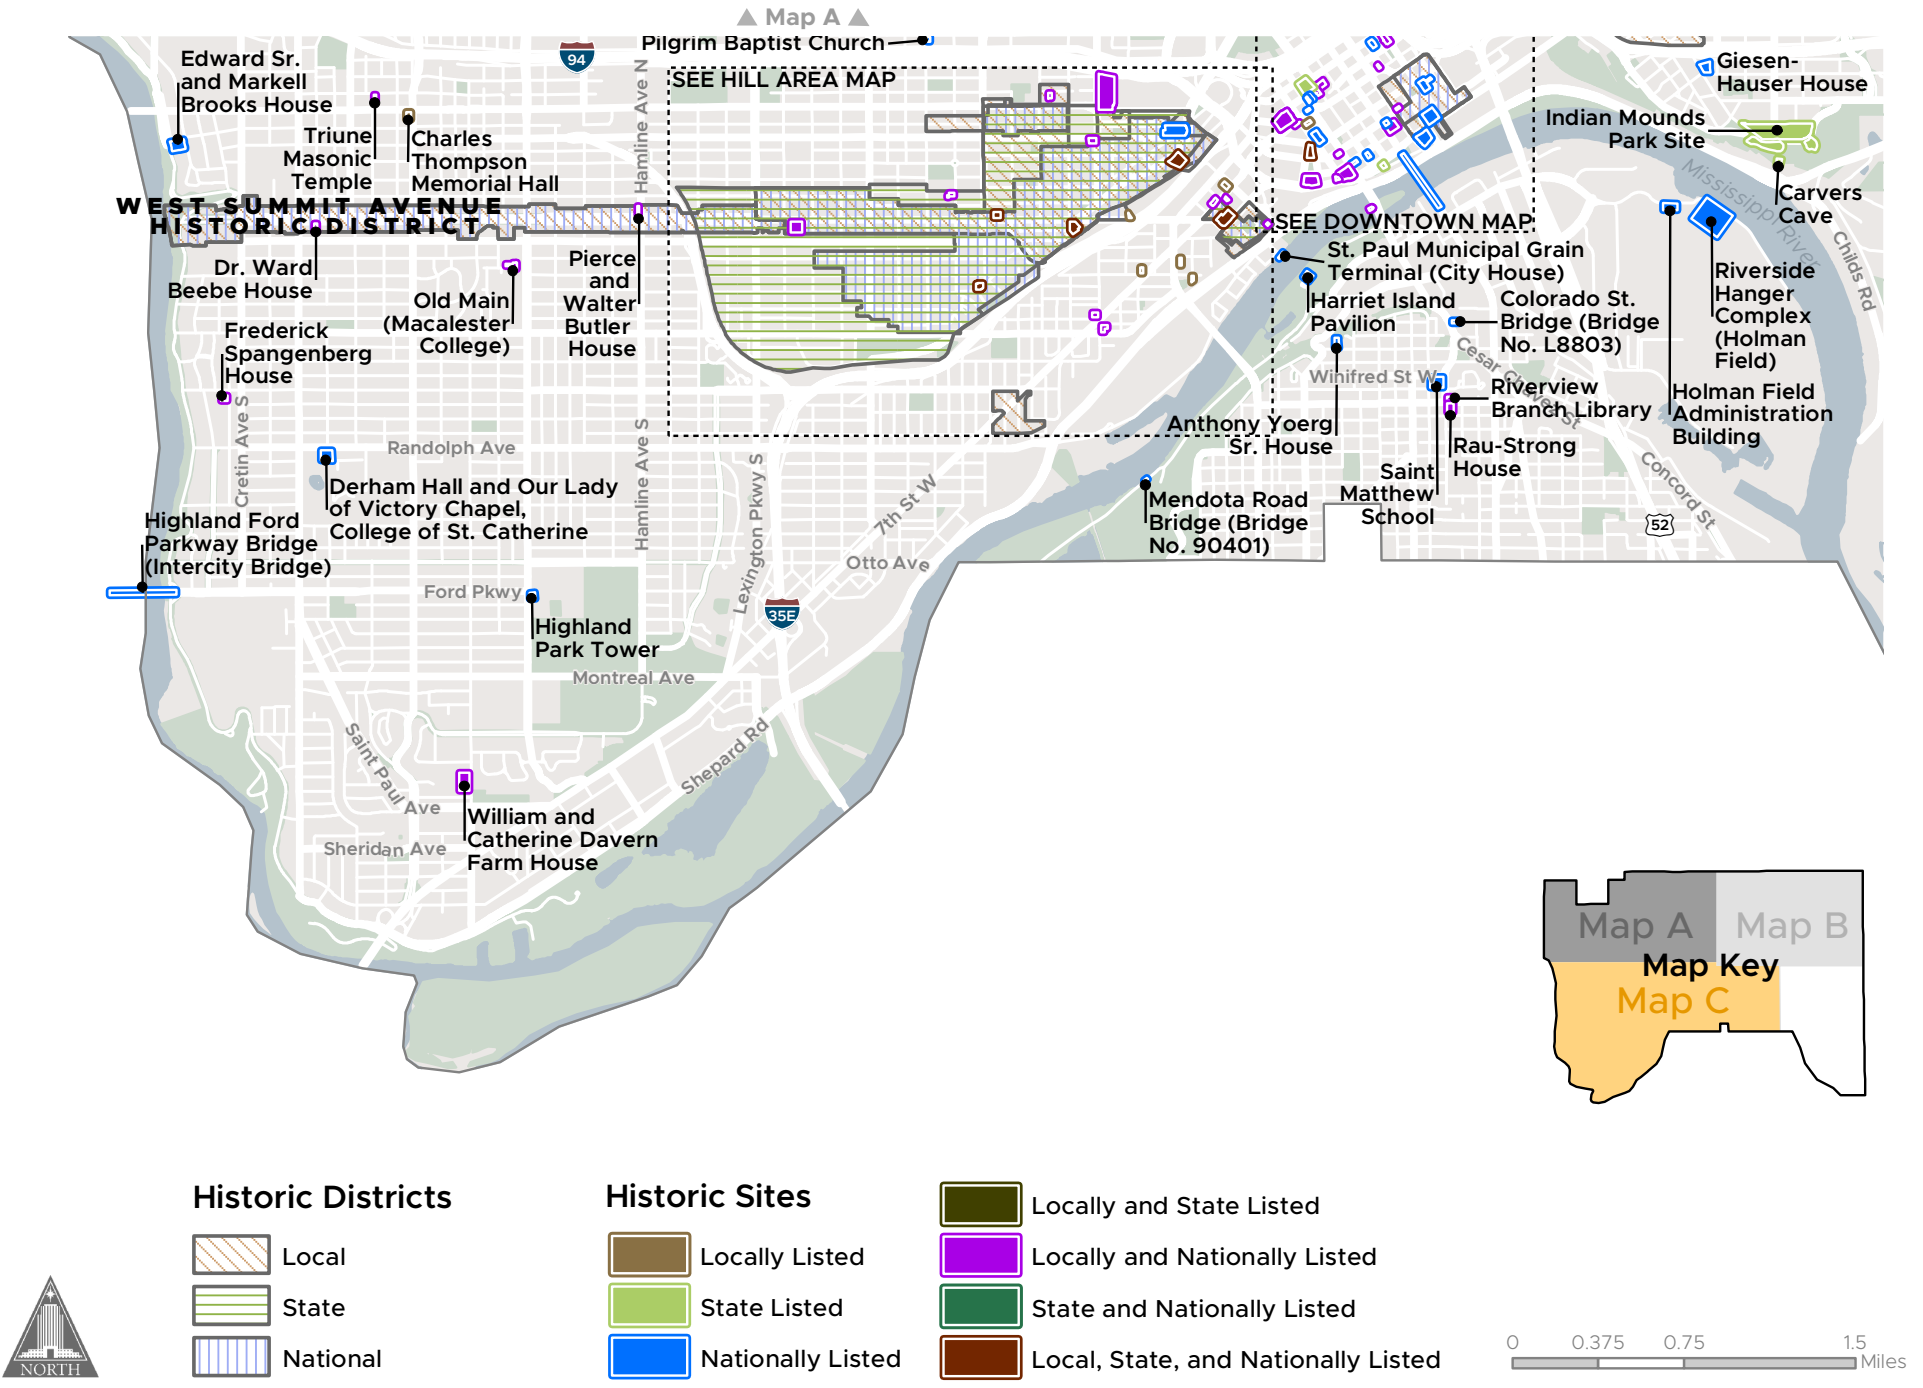 ▲ Map A ▲
Pilgrim Baptist Church
Edward Sr.
and Markell
Brooks House
94
SEE HILL AREA MAP
Giesen-
Hauser House
Indian Mounds
Park Site
Triune
Masonic
Temple
Charles
Thompson
Memorial Hall
Hamline Ave N
Mississippi River
Carvers
Cave
Childs Rd
WEST SUMMIT AVENUE
HISTORIC DISTRICT
SEE DOWNTOWN MAP
Dr. Ward
Beebe House
Old Main
(Macalester
College)
Pierce
and
Walter
Butler
House
St. Paul Municipal Grain
Terminal (City House)
Harriet Island
Pavilion
Colorado St.
Bridge (Bridge
No. L8803)
Riverside
Hanger
Complex
(Holman
Field)
Frederick
Spangenberg
House
Cesar Chavez St
Winifred St W
Riverview
Branch Library
Holman Field
Administration
Building
Cretin Ave S
Randolph Ave
Hamline Ave S
Lexington Pkwy S
7th St W
Anthony Yoerg
Sr. House
Rau-Strong
House
Saint
Matthew
School
Concord St
52
Derham Hall and Our Lady
of Victory Chapel,
College of St. Catherine
Mendota Road
Bridge (Bridge
No. 90401)
Highland Ford
Parkway Bridge
(Intercity Bridge)
Otto Ave
Ford Pkwy
35E
Highland
Park Tower
Montreal Ave
Saint Paul Ave
Shepard Rd
William and
Catherine Davern
Farm House
Sheridan Ave
Map A
Map B
Map Key
Map C
Historic Districts
Local
State
National
Historic Sites
Locally Listed
State Listed
Nationally Listed
Locally and State Listed
Locally and Nationally Listed
State and Nationally Listed
Local, State, and Nationally Listed
NORTH
0 0.375 0.75 1.5
Miles